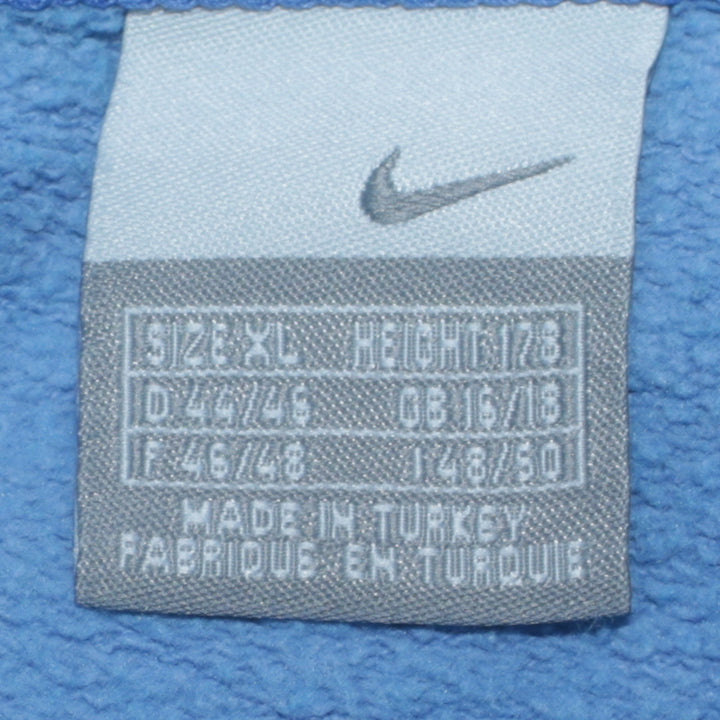 SIZE XL HEIGHT 178
D 44/46 GB 16/18
F 46/48 I 48/50
MADE IN TURKEY
FABRIQUE EN TURQUIE